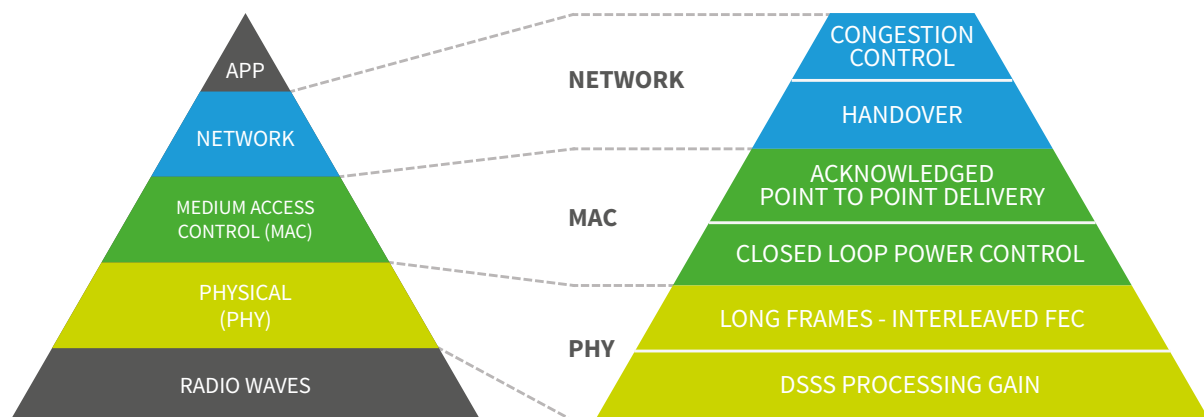 APP
NETWORK
MEDIUM ACCESS
CONTROL (MAC)
PHYSICAL
(PHY)
RADIO WAVES
NETWORK
MAC
PHY
CONGESTION
CONTROL
HANDOVER
ACKNOWLEDGED
POINT TO POINT DELIVERY
CLOSED LOOP POWER CONTROL
LONG FRAMES - INTERLEAVED FEC
DSSS PROCESSING GAIN